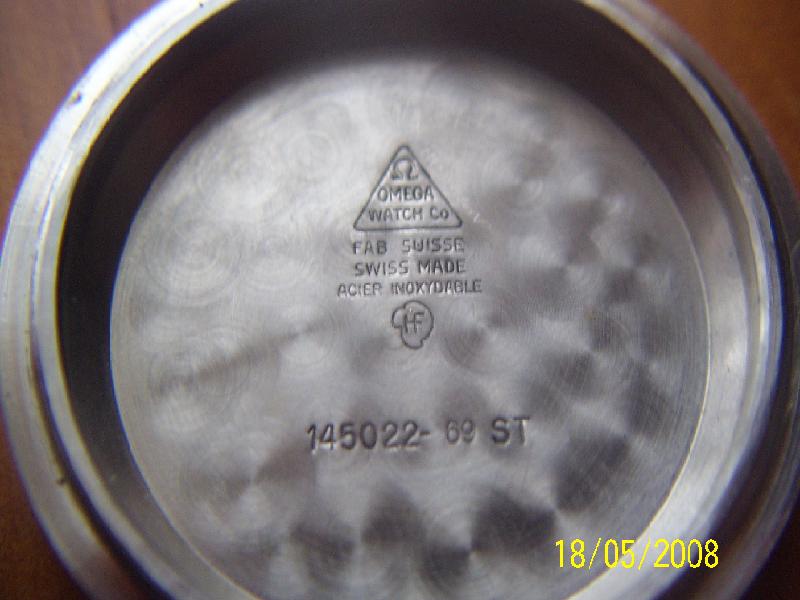 Ω
OMEGA
WATCH Co
FAB SUISSE
SWISS MADE
ACIER INOXYDABLE
HF
145022- 69 ST
18/05/2008